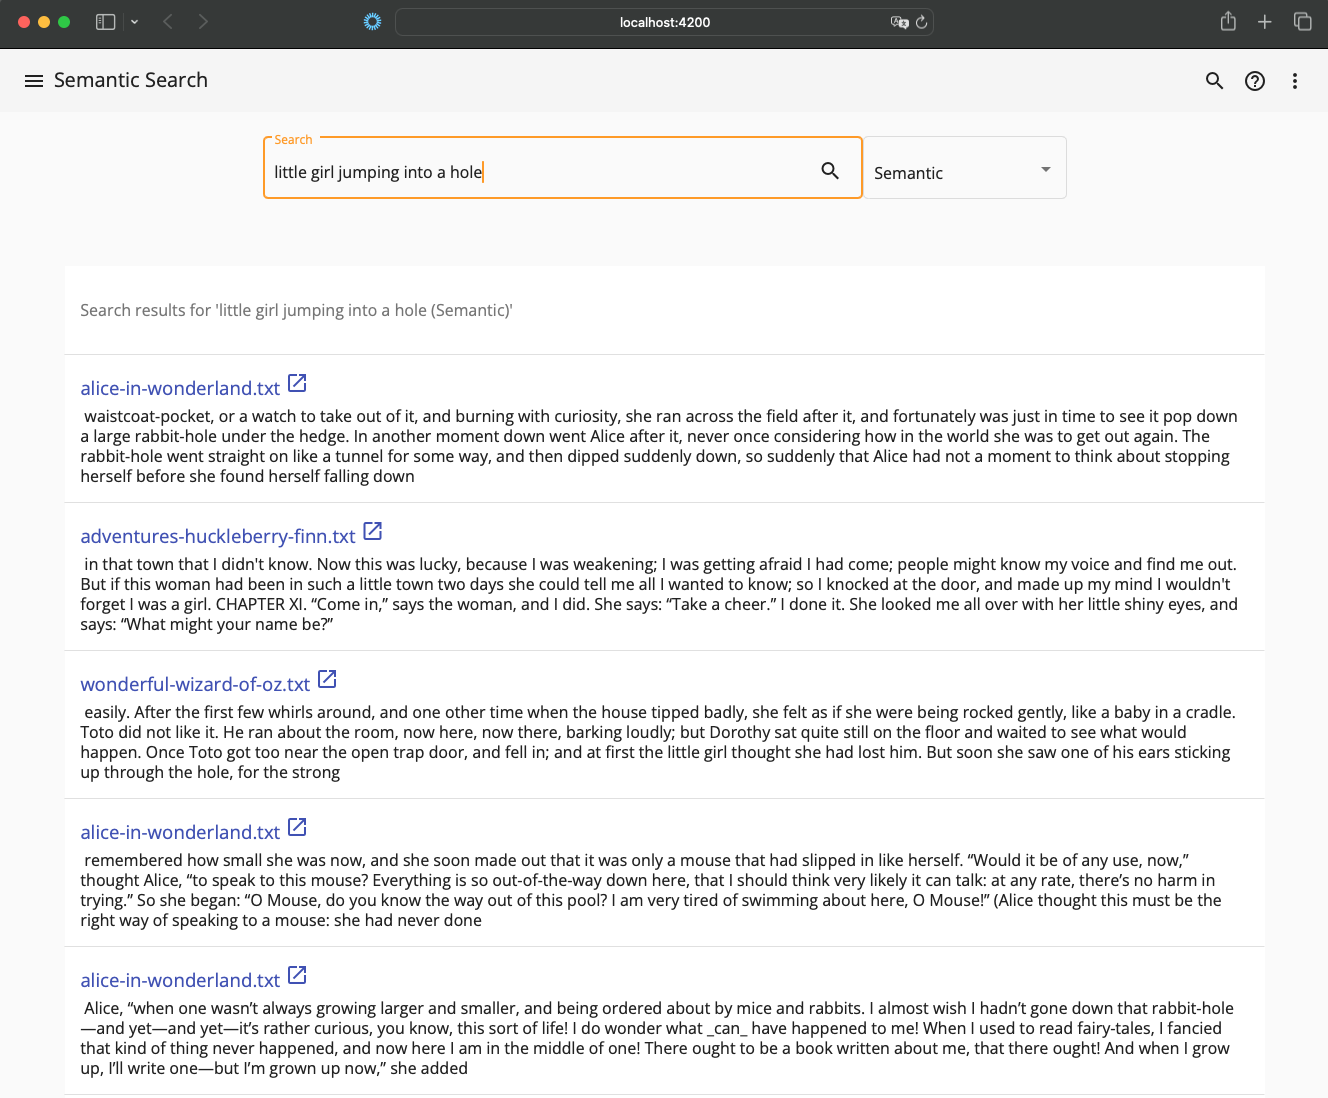 localhost:4200
Semantic Search
Search
little girl jumping into a hole
Semantic
Search results for 'little girl jumping into a hole (Semantic)'
alice-in-wonderland.txt
waistcoat-pocket, or a watch to take out of it, and burning with curiosity, she ran across the field after it, and fortunately was just in time to see it pop down
a large rabbit-hole under the hedge. In another moment down went Alice after it, never once considering how in the world she was to get out again. The
rabbit-hole went straight on like a tunnel for some way, and then dipped suddenly down, so suddenly that Alice had not a moment to think about stopping
herself before she found herself falling down
adventures-huckleberry-finn.txt
in that town that I didn't know. Now this was lucky, because I was weakening; I was getting afraid I had come; people might know my voice and find me out.
But if this woman had been in such a little town two days she could tell me all I wanted to know; so I knocked at the door, and made up my mind I wouldn't
forget I was a girl. CHAPTER XI. “Come in,” says the woman, and I did. She says: “Take a cheer.” I done it. She looked me all over with her little shiny eyes, and
says: “What might your name be?”
wonderful-wizard-of-oz.txt
easily. After the first few whirls around, and one other time when the house tipped badly, she felt as if she were being rocked gently, like a baby in a cradle.
Toto did not like it. He ran about the room, now here, now there, barking loudly; but Dorothy sat quite still on the floor and waited to see what would
happen. Once Toto got too near the open trap door, and fell in; and at first the little girl thought she had lost him. But soon she saw one of his ears sticking
up through the hole, for the strong
alice-in-wonderland.txt
remembered how small she was now, and she soon made out that it was only a mouse that had slipped in like herself. “Would it be of any use, now,”
thought Alice, “to speak to this mouse? Everything is so out-of-the-way down here, that I should think very likely it can talk: at any rate, there’s no harm in
trying.” So she began: “O Mouse, do you know the way out of this pool? I am very tired of swimming about here, O Mouse!” (Alice thought this must be the
right way of speaking to a mouse: she had never done
alice-in-wonderland.txt
Alice, “when one wasn’t always growing larger and smaller, and being ordered about by mice and rabbits. I almost wish I hadn’t gone down that rabbit-hole
—and yet—and yet—it’s rather curious, you know, this sort of life! I do wonder what _can_ have happened to me! When I used to read fairy-tales, I fancied
that kind of thing never happened, and now here I am in the middle of one! There ought to be a book written about me, that there ought! And when I grow
up, I’ll write one—but I’m grown up now,” she added